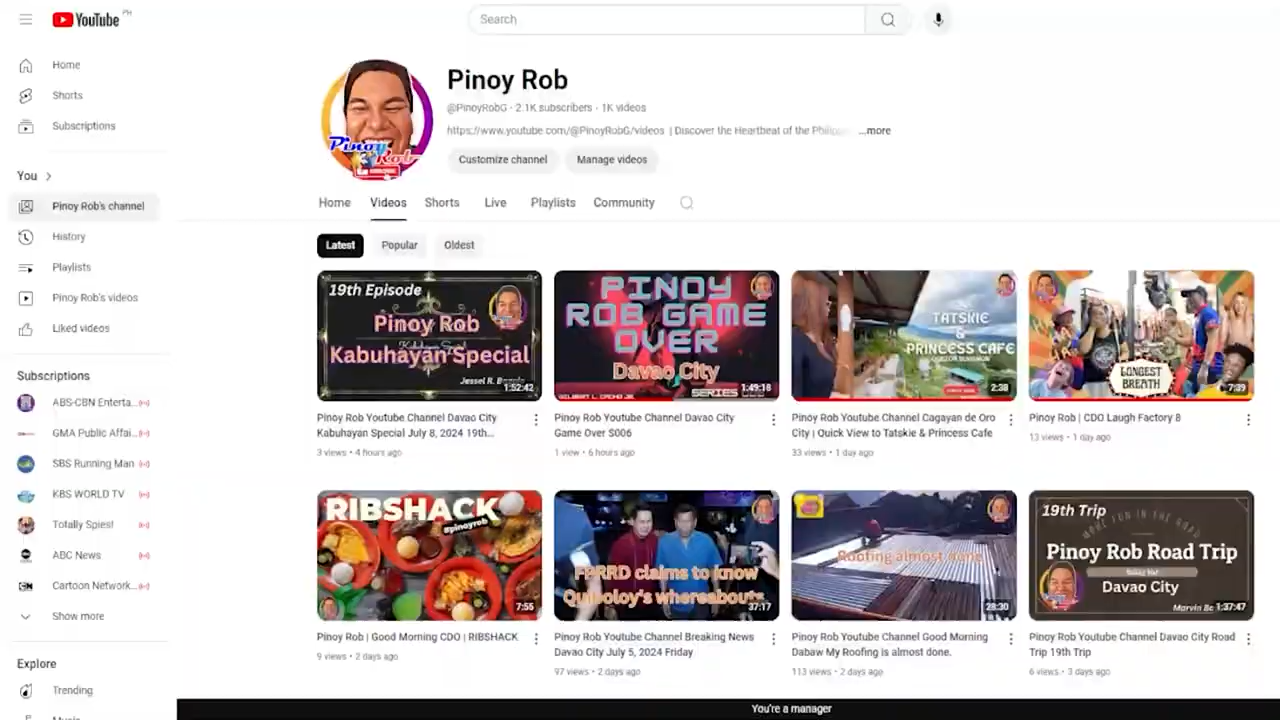 YouTube PH
Search
Home
Shorts
Subscriptions
You
Pinoy Rob's channel
History
Playlists
Pinoy Rob's videos
Liked videos
Subscriptions
ABS-CBN Enterta...
GMA Public Affai...
SBS Running Man
KBS WORLD TV
Totally Spies!
ABC News
Cartoon Network...
Show more
Explore
Trending
Pinoy Rob
@PinoyRobG · 2.1K subscribers · 1K videos
https://www.youtube.com/@PinoyRobG/videos | Discover the Heartbeat of the ...more
Customize channel
Manage videos
Home
Videos
Shorts
Live
Playlists
Community
Latest
Popular
Oldest
19th Episode
Pinoy Rob
Kabuhayan Special
Jessel R.
1:52:42
Pinoy Rob Youtube Channel Davao City
Kabuhayan Special July 8, 2024 19th...
3 views · 4 hours ago
PINOY
ROB GAME
OVER
Davao City
GILBERT L. CACHO JR.
SERIES
1:49:18
Pinoy Rob Youtube Channel Davao City
Game Over S006
1 view · 6 hours ago
TATSKIE
&
PRINCESS CAFE
2:38
Pinoy Rob Youtube Channel Cagayan de Oro
City | Quick View to Tatskie & Princess Cafe
33 views · 1 day ago
LONGEST
BREATH
7:39
Pinoy Rob | CDO Laugh Factory 8
13 views · 1 day ago
RIBSHACK
#pinoyrob
7:55
Pinoy Rob | Good Morning CDO | RIBSHACK
9 views · 2 days ago
FPRRD claims to know
Quiboloy's whereabouts
37:17
Pinoy Rob Youtube Channel Breaking News
Davao City July 5, 2024 Friday
97 views · 2 days ago
Roofing almost done
28:30
Pinoy Rob Youtube Channel Good Morning
Dabaw My Roofing is almost done.
113 views · 2 days ago
19th Trip
MORE FUN IN THE ROAD
Pinoy Rob Road Trip
Davao City
Marvin
1:37:47
Pinoy Rob Youtube Channel Davao City Road
Trip 19th Trip
6 views · 3 days ago
You're a manager